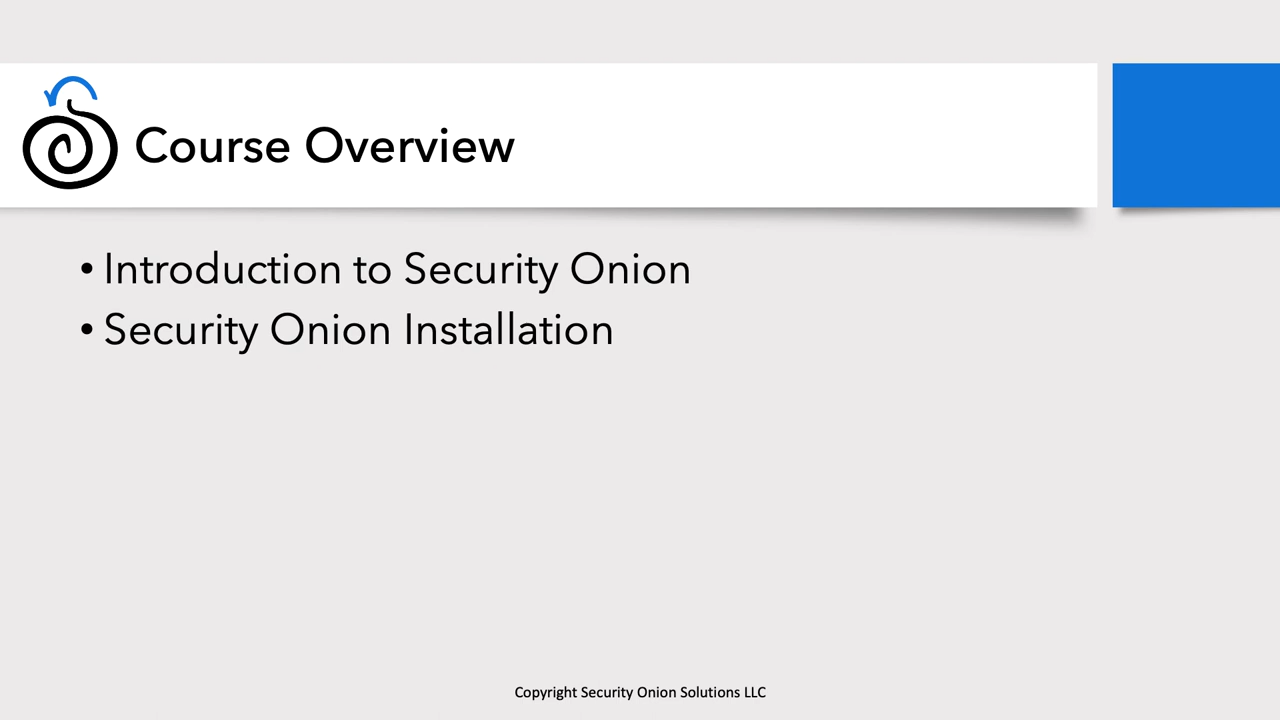 Course Overview
• Introduction to Security Onion
• Security Onion Installation
Copyright Security Onion Solutions LLC